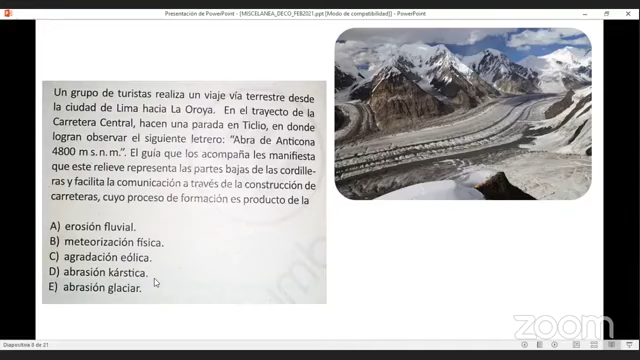 Presentación de PowerPoint - [MISCELANEA_DECO_FEB2021.ppt [Modo de compatibilidad] - PowerPoint
Un grupo de turistas realiza un viaje vía terrestre desde
la ciudad de Lima hacia La Oroya. En el trayecto de la
Carretera Central, hacen una parada en Ticlio, en donde
logran observar el siguiente letrero: "Abra de Anticona
4800 m s. n. m.". El guía que los acompaña les manifiesta
que este relieve representa las partes bajas de las cordille-
ras y facilita la comunicación a través de la construcción de
carreteras, cuyo proceso de formación es producto de la
A) erosión fluvial.
B) meteorización física.
C) agradación eólica.
D) abrasión kárstica.
E) abrasión glaciar.
zoom
Diapositiva 8 de 21